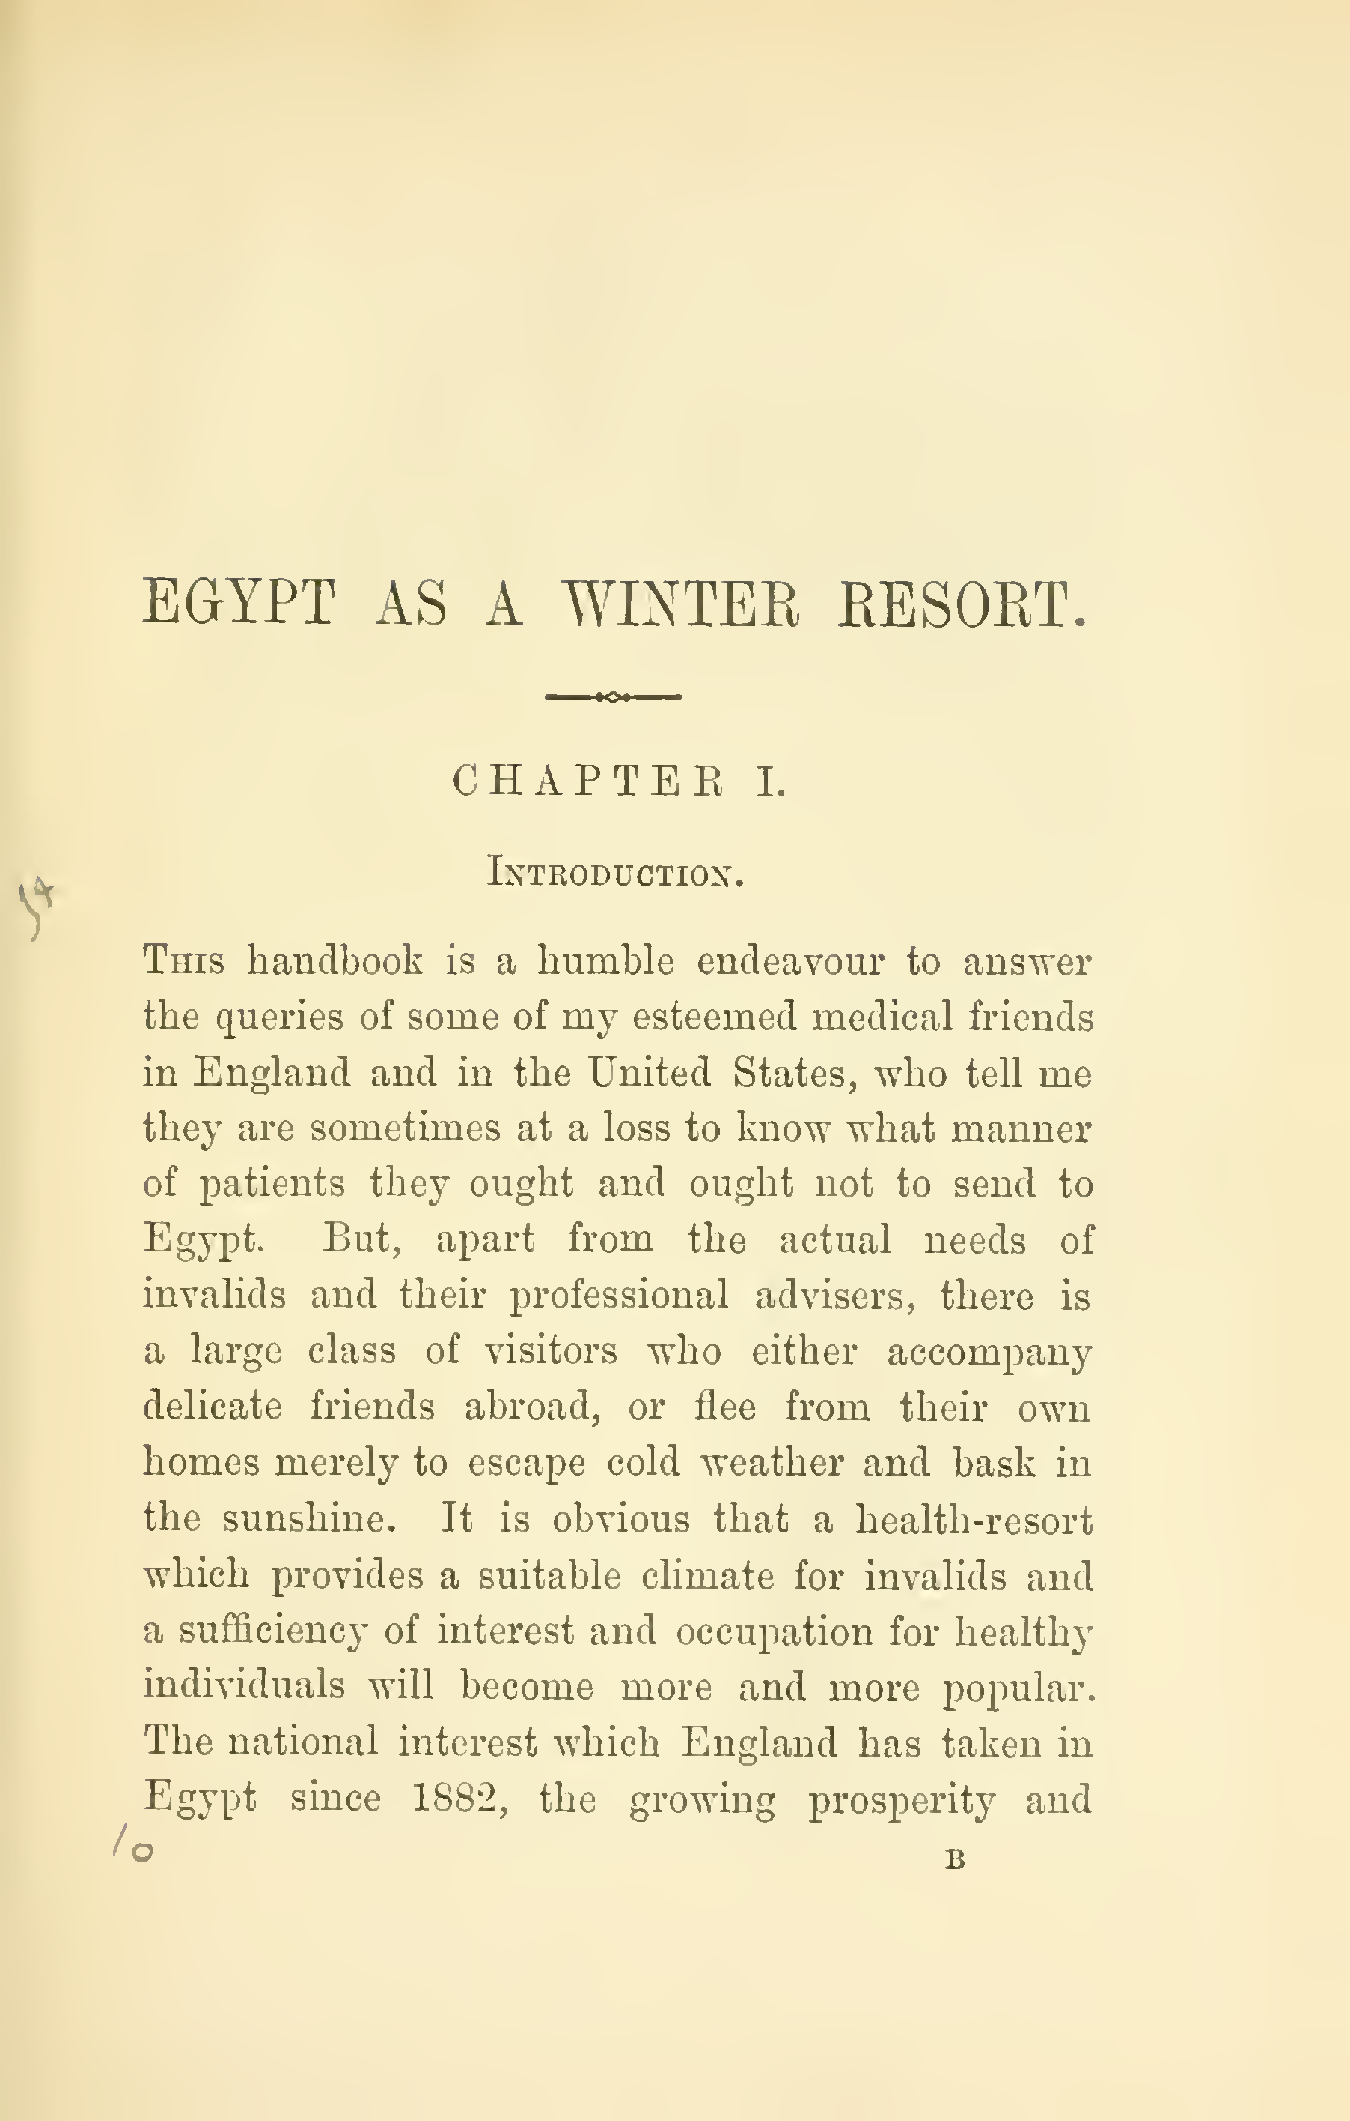 EGYPT AS A WINTER RESORT.
CHAPTER I.
INTRODUCTION.
THIS handbook is a humble endeavour to answer
the queries of some of my esteemed medical friends
in England and in the United States, who tell me
they are sometimes at a loss to know what manner
of patients they ought and ought not to send to
Egypt. But, apart from the actual needs of
invalids and their professional advisers, there is
a large class of visitors who either accompany
delicate friends abroad, or flee from their own
homes merely to escape cold weather and bask in
the sunshine. It is obvious that a health-resort
which provides a suitable climate for invalids and
a sufficiency of interest and occupation for healthy
individuals will become more and more popular.
The national interest which England has taken in
Egypt since 1882, the growing prosperity and
B